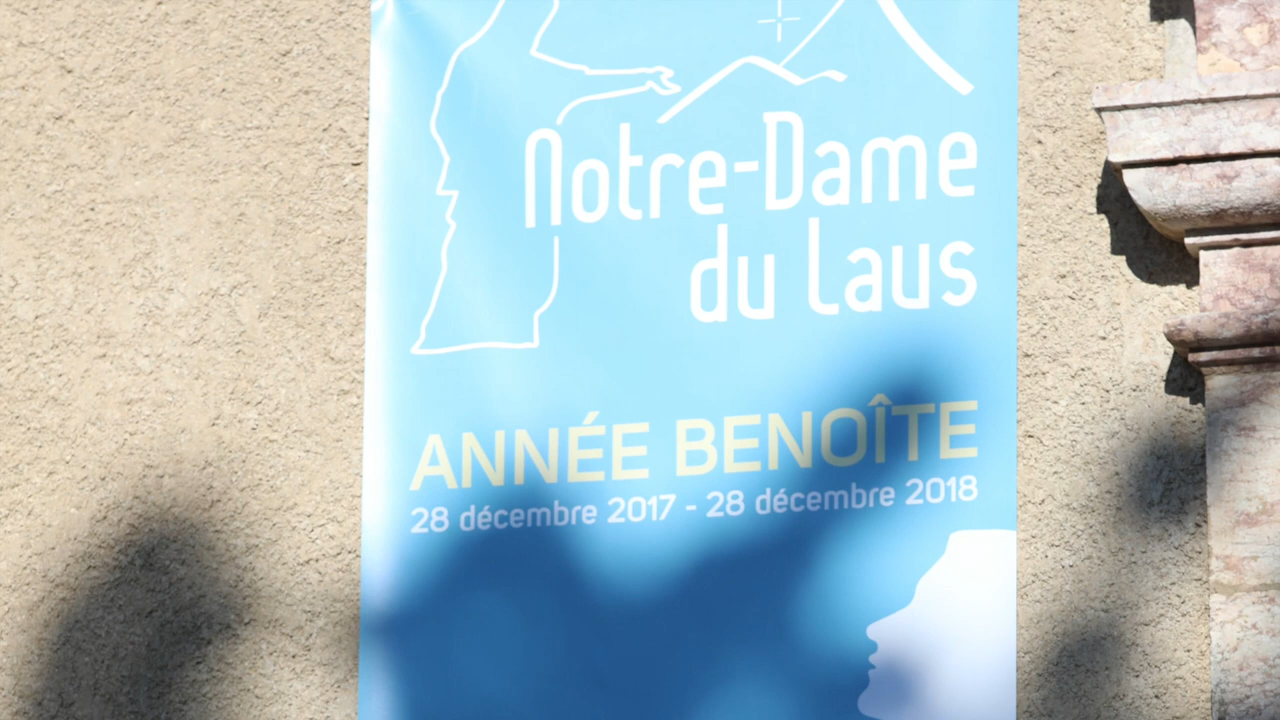 Notre-Dame
du Laus
ANNÉE BENOÎTE
28 décembre 2017 - 28 décembre 2018